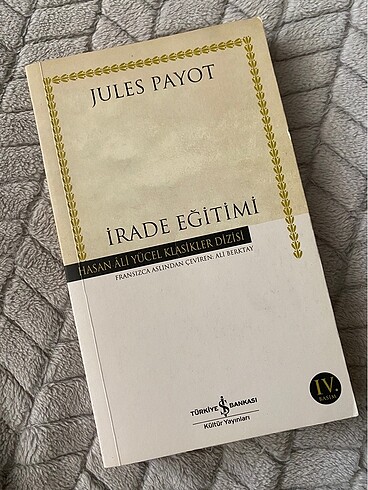 JULES PAYOT
İRADE EĞİTİMİ
HASAN ÂLİ YÜCEL KLASİKLER DİZİSİ
FRANSIZCA ASLINDAN ÇEVİREN: ALİ BERKTAY
TÜRKİYE İŞ BANKASI
Kültür Yayınları
IV.
BASIM